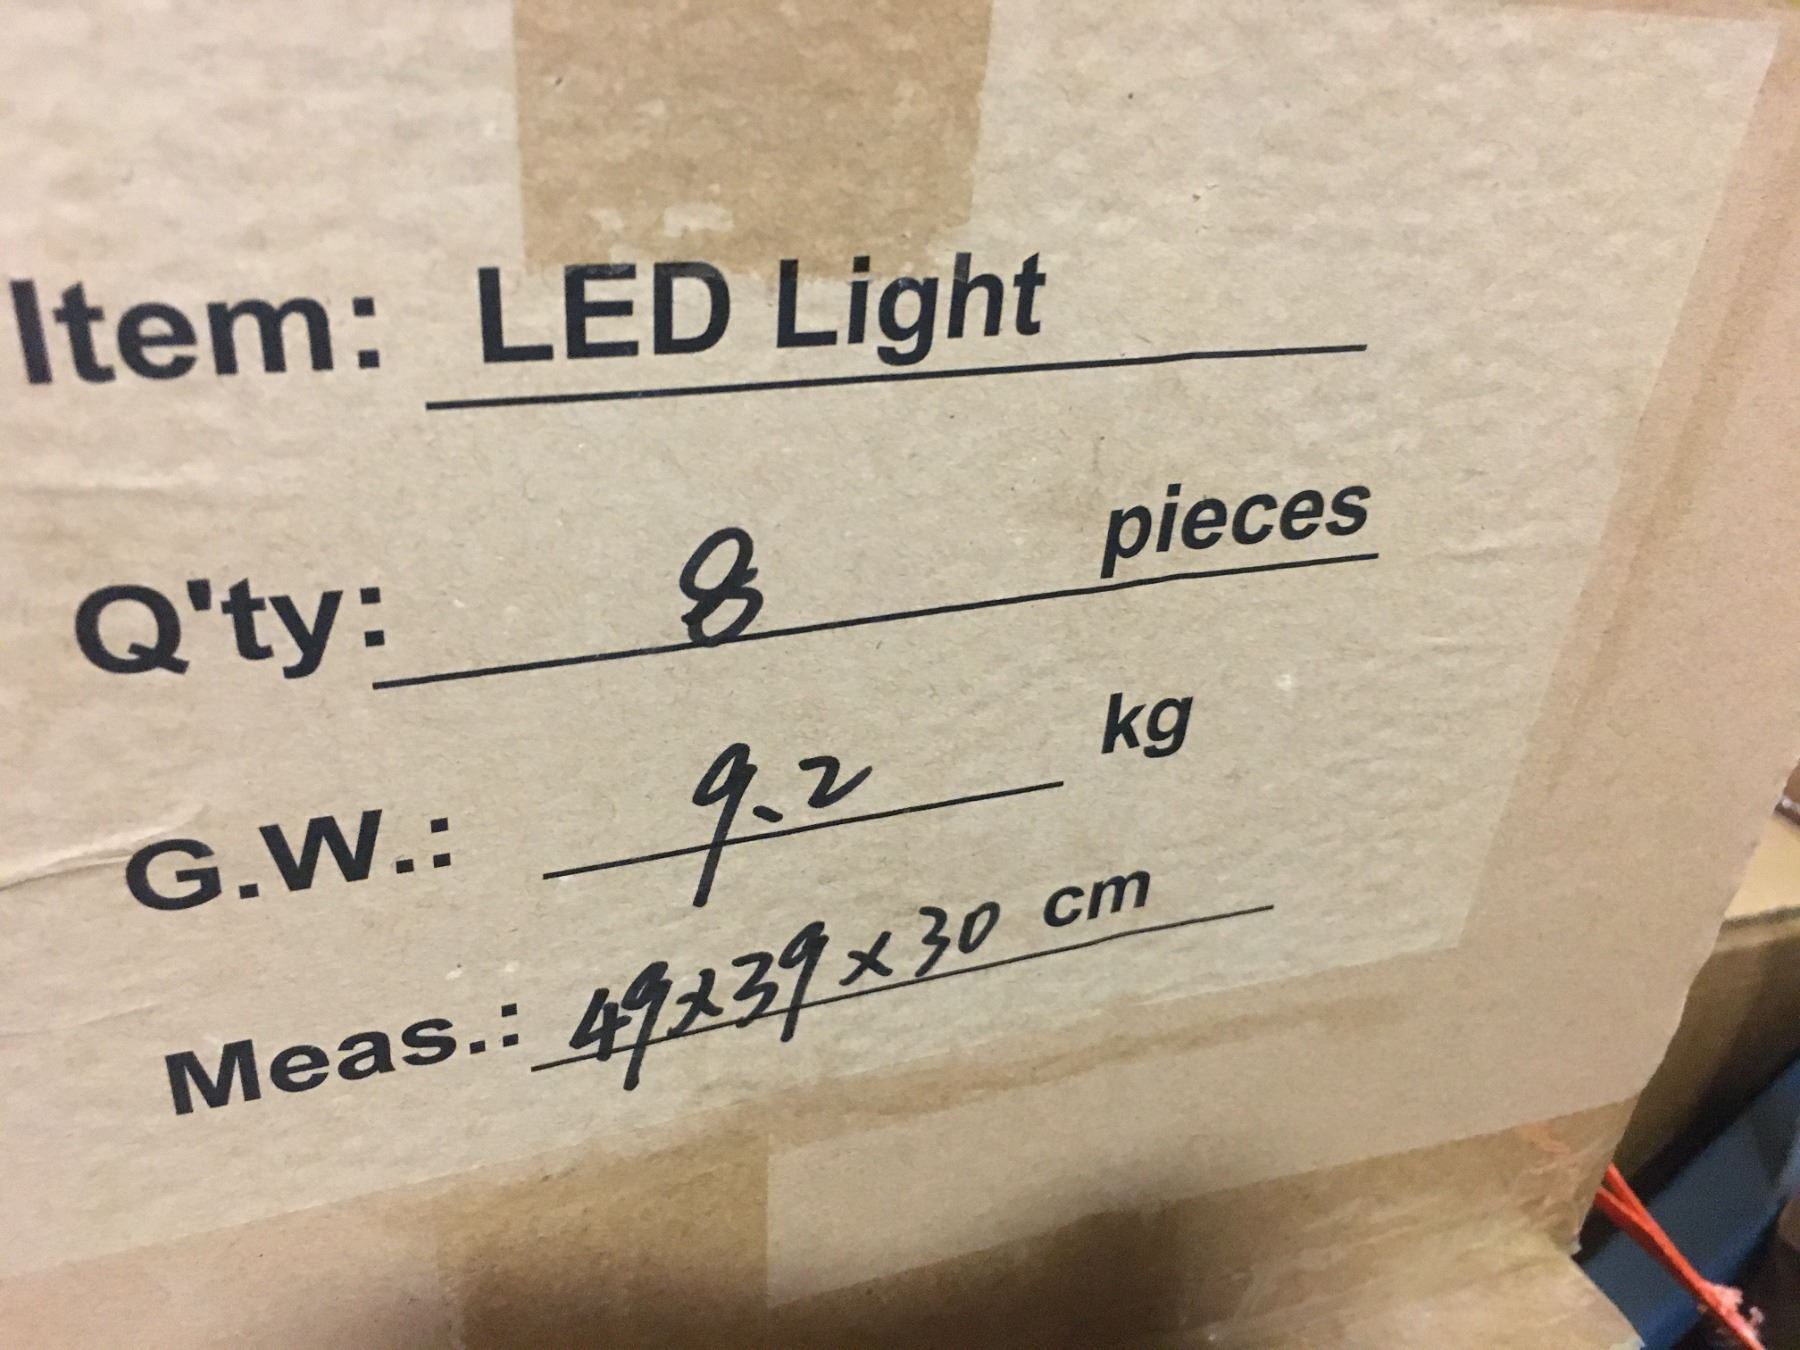 Item: LED Light
Q'ty: 8 pieces
G.W.: 9.2 kg
Meas.: 49x39x30 cm